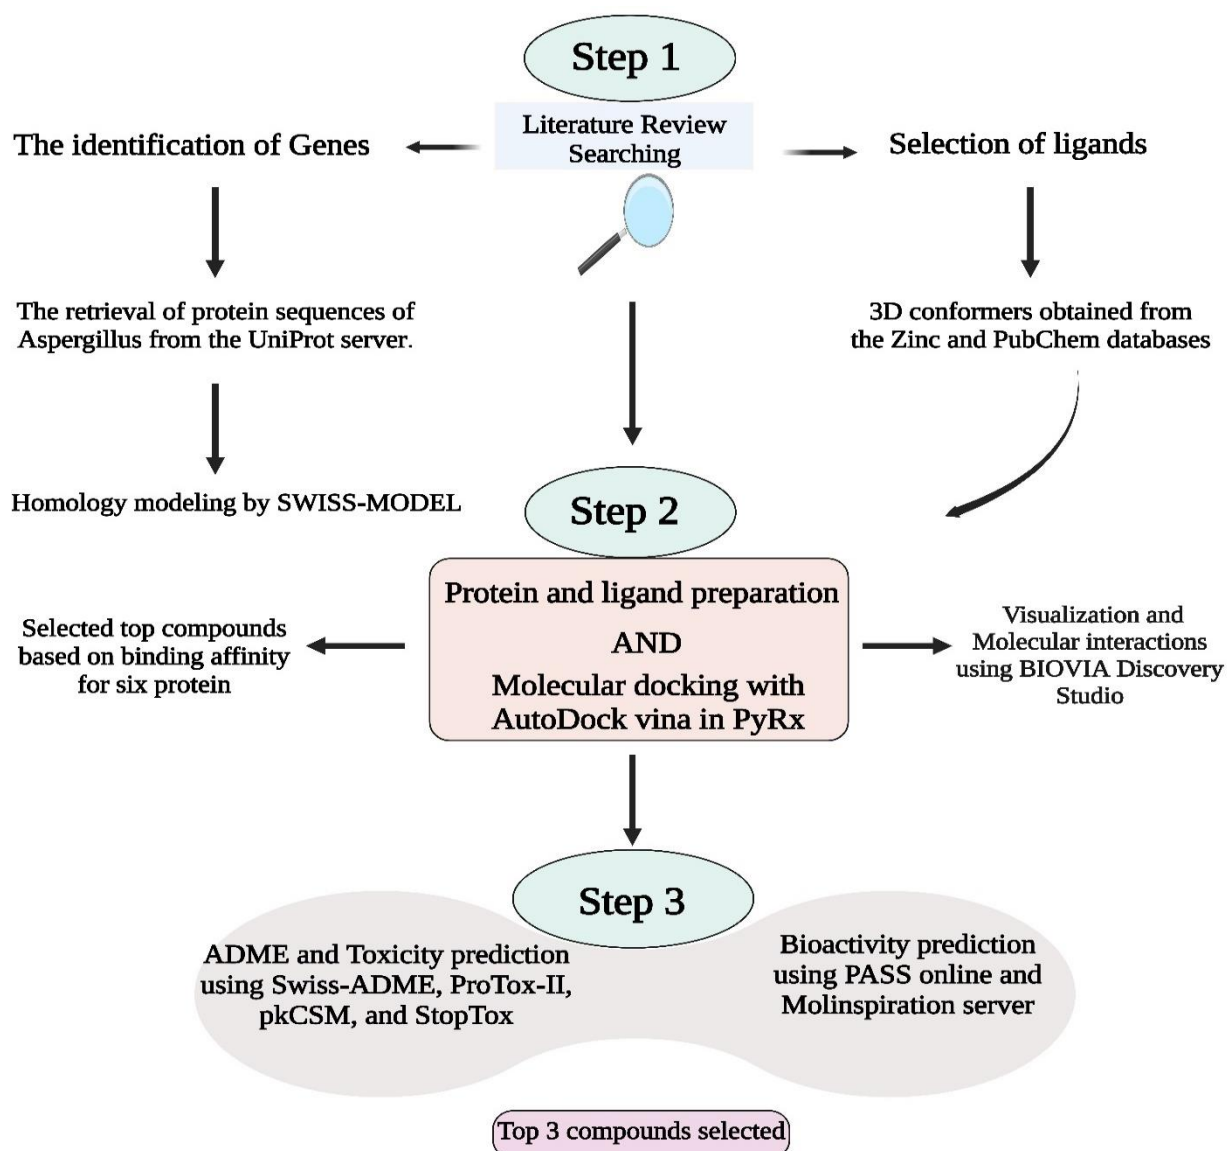 Step 1
Literature Review
Searching
The identification of Genes
Selection of ligands
The retrieval of protein sequences of
Aspergillus from the UniProt server.
3D conformers obtained from
the Zinc and PubChem databases
Homology modeling by SWISS-MODEL
Step 2
Protein and ligand preparation
AND
Molecular docking with
AutoDock vina in PyRx
Selected top compounds
based on binding affinity
for six protein
Visualization and
Molecular interactions
using BIOVIA Discovery
Studio
Step 3
ADME and Toxicity prediction
using Swiss-ADME, ProTox-II,
pkCSM, and StopTox
Bioactivity prediction
using PASS online and
Molinspiration server
Top 3 compounds selected